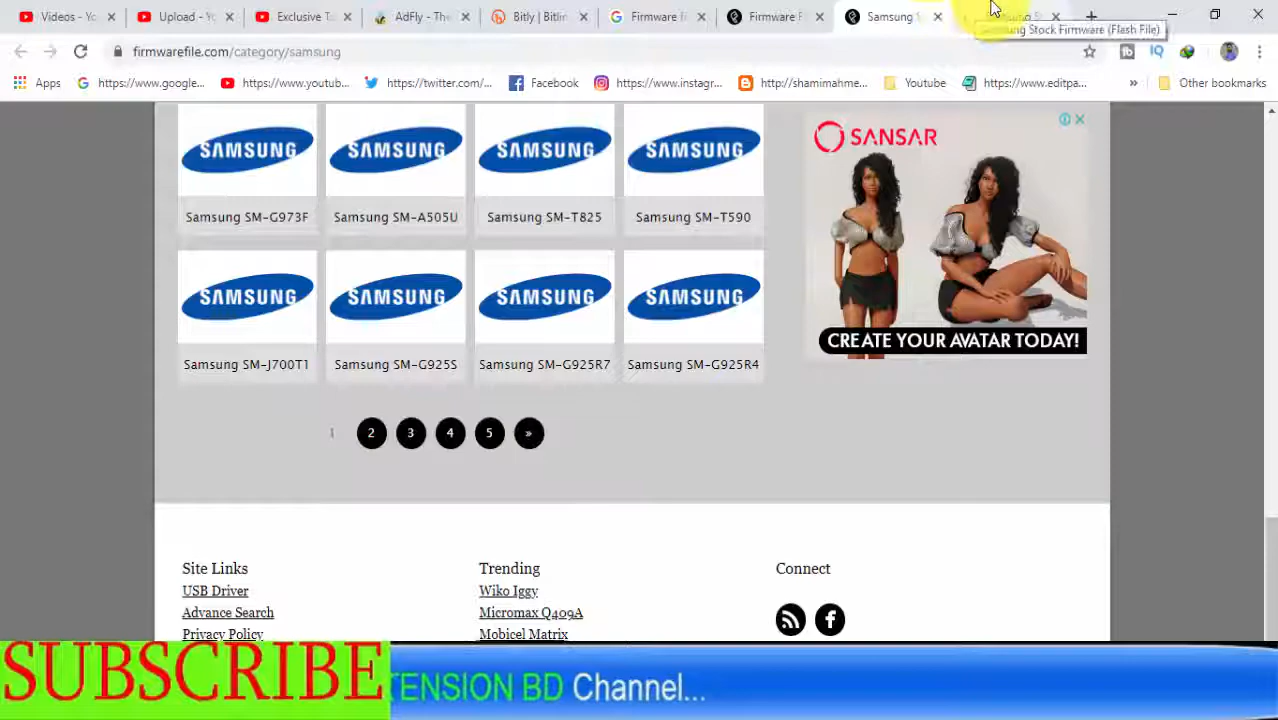 Videos - Yo
Upload - Yo
Exclusive Ta
AdFly - The
Bitly | Bitlin
Firmware f
Firmware F
Samsung
Samsung Stock Firmware (Flash File)
firmwarefile.com/category/samsung
Apps
https://www.google...
https://www.youtub...
https://twitter.com/...
Facebook
https://www.instagr...
http://shamimahme...
Youtube
https://www.editpa...
»
Other bookmarks
SAMSUNG SAMSUNG SAMSUNG SAMSUNG
Samsung SM-G973F Samsung SM-A505U Samsung SM-T825 Samsung SM-T590
SAMSUNG SAMSUNG SAMSUNG SAMSUNG
Samsung SM-J700T1 Samsung SM-G925S Samsung SM-G925R7 Samsung SM-G925R4
SANSAR
CREATE YOUR AVATAR TODAY!
1 2 3 4 5 »
Site Links
USB Driver
Advance Search
Privacy Policy
Trending
Wiko Iggy
Micromax Q409A
Mobicel Matrix
Connect
SUBSCRIBE
TENSION BD Channel...